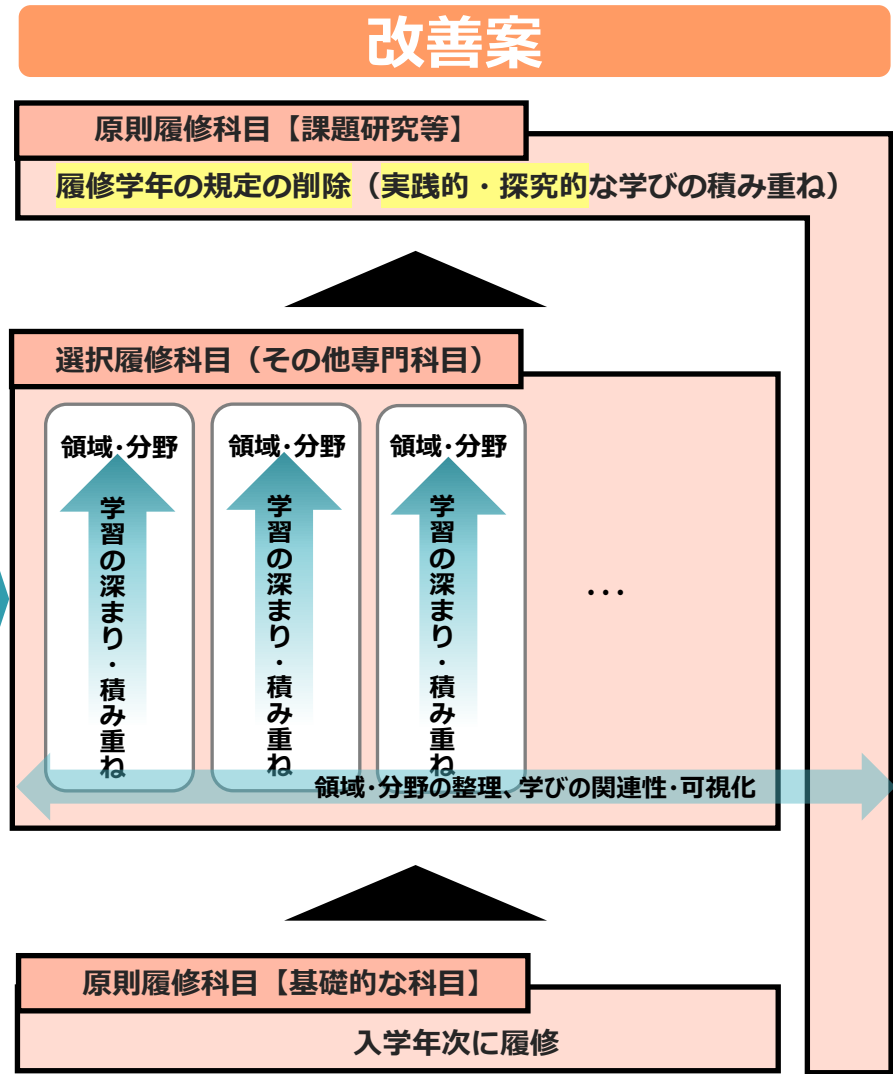 改善案
原則履修科目【課題研究等】
履修学年の規定の削除（実践的・探究的な学びの積み重ね）
選択履修科目（その他専門科目）
領域・分野
学習の深まり・積み重ね
領域・分野
学習の深まり・積み重ね
領域・分野
学習の深まり・積み重ね
…
領域・分野の整理、学びの関連性・可視化
原則履修科目【基礎的な科目】
入学年次に履修